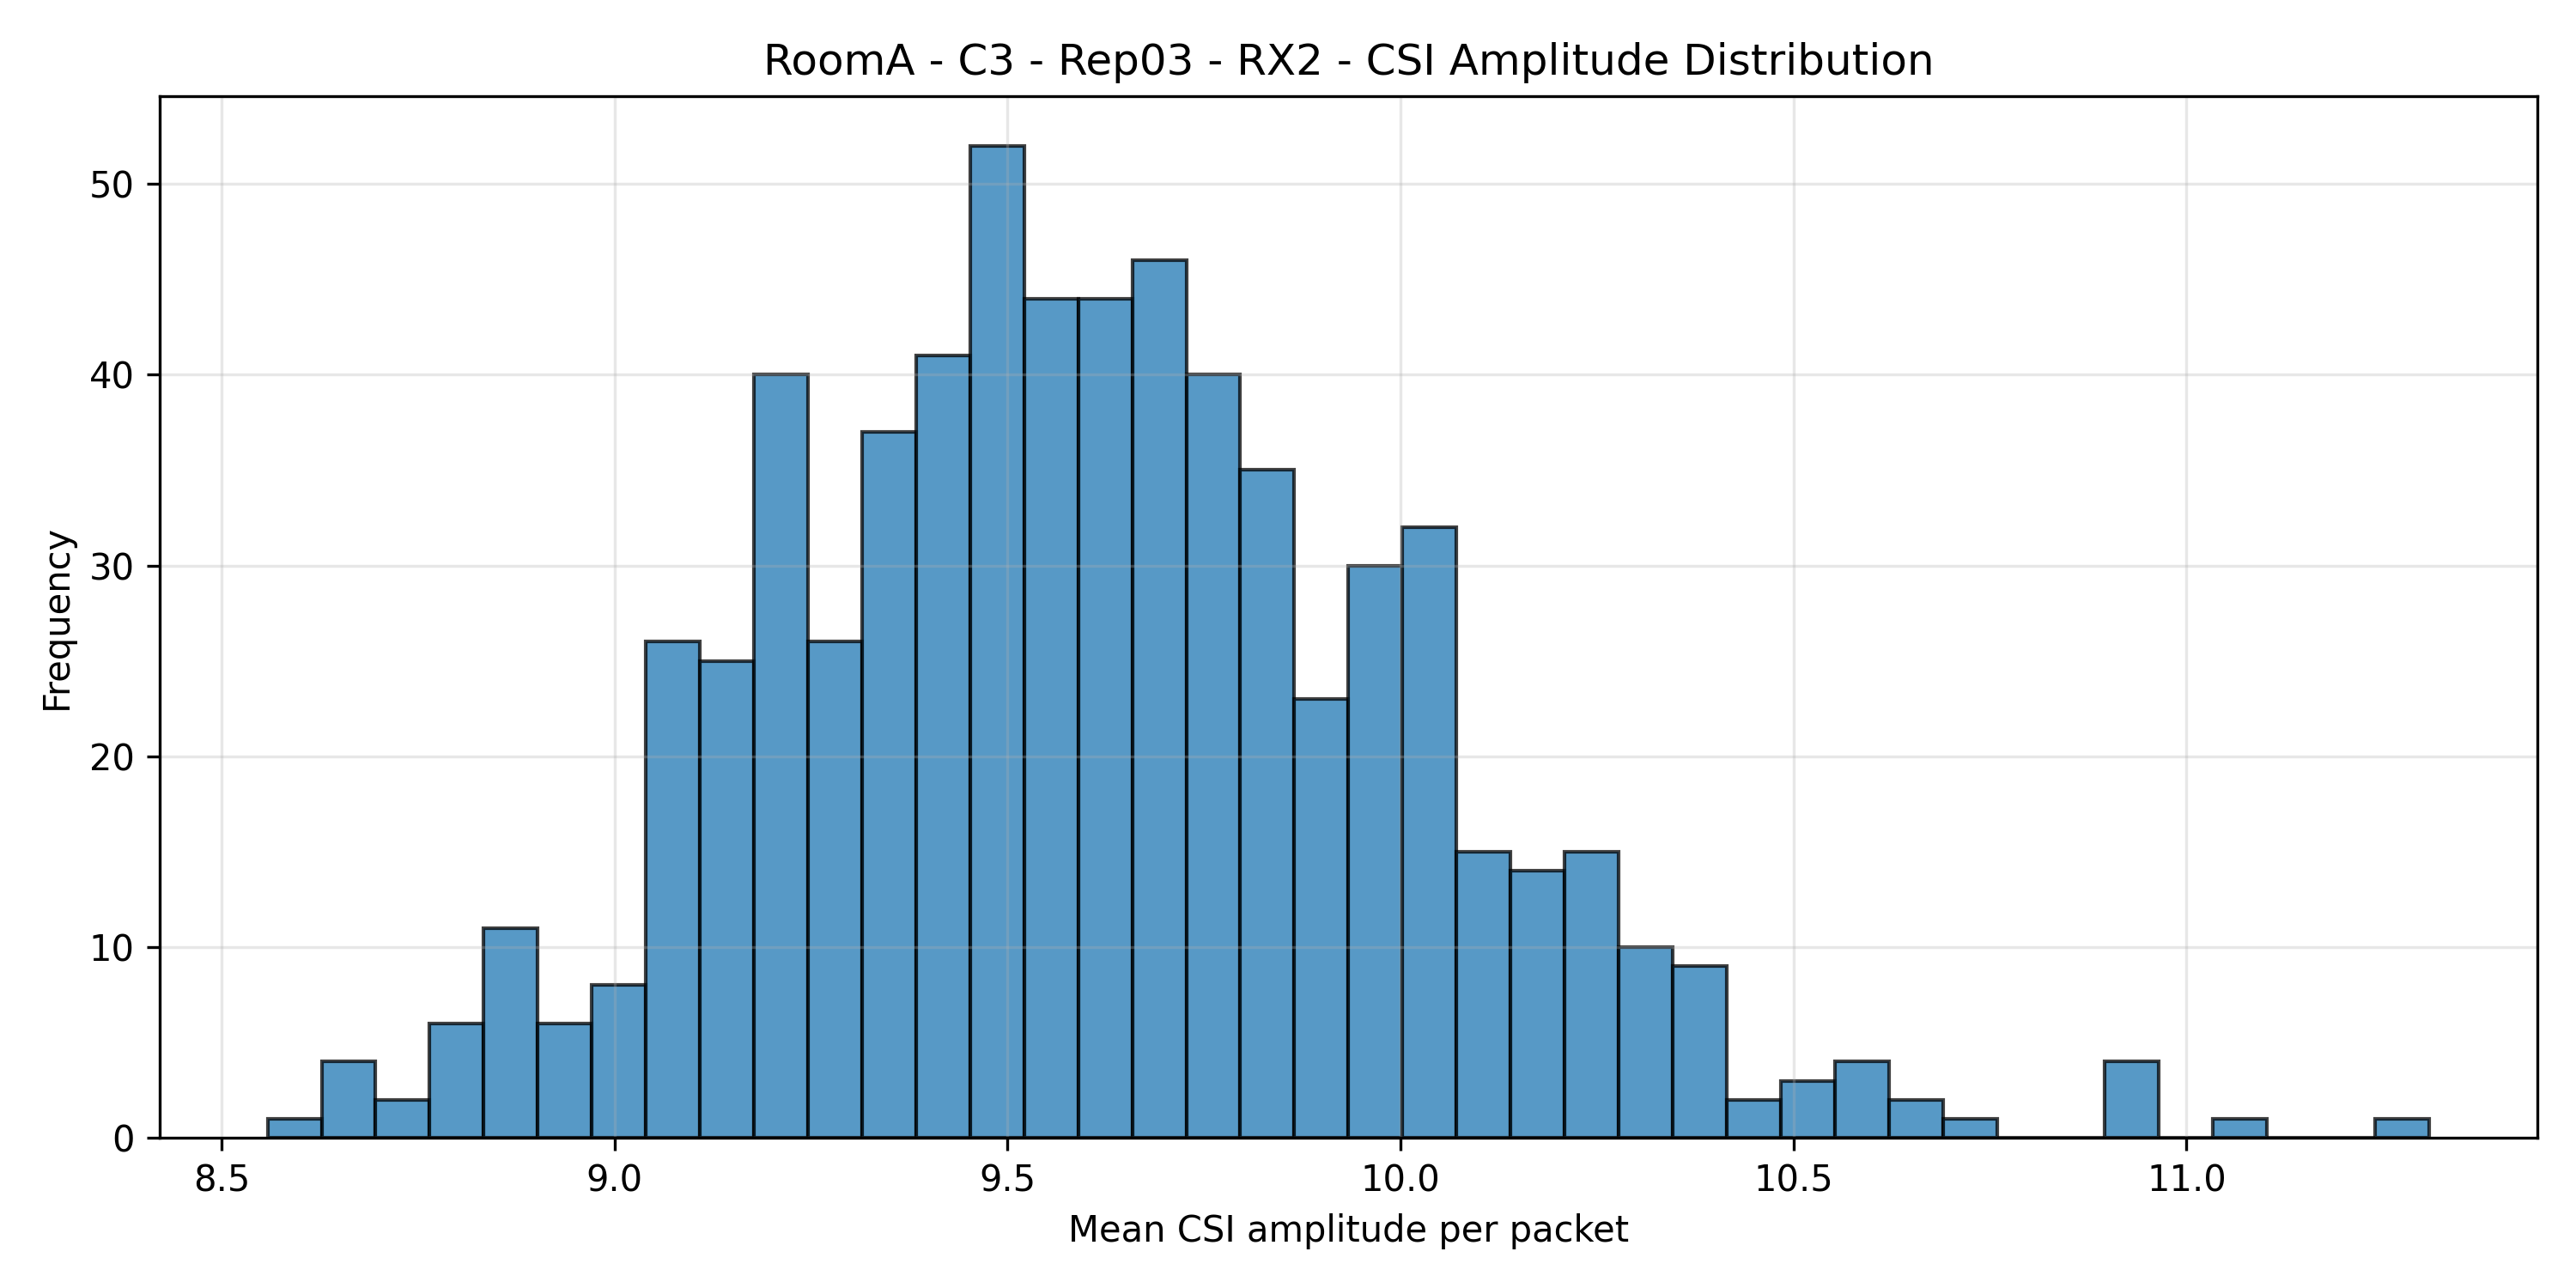 RoomA - C3 - Rep03 - RX2 - CSI Amplitude Distribution
Frequency
50
40
30
20
10
0
8.5 9.0 9.5 10.0 10.5 11.0
Mean CSI amplitude per packet